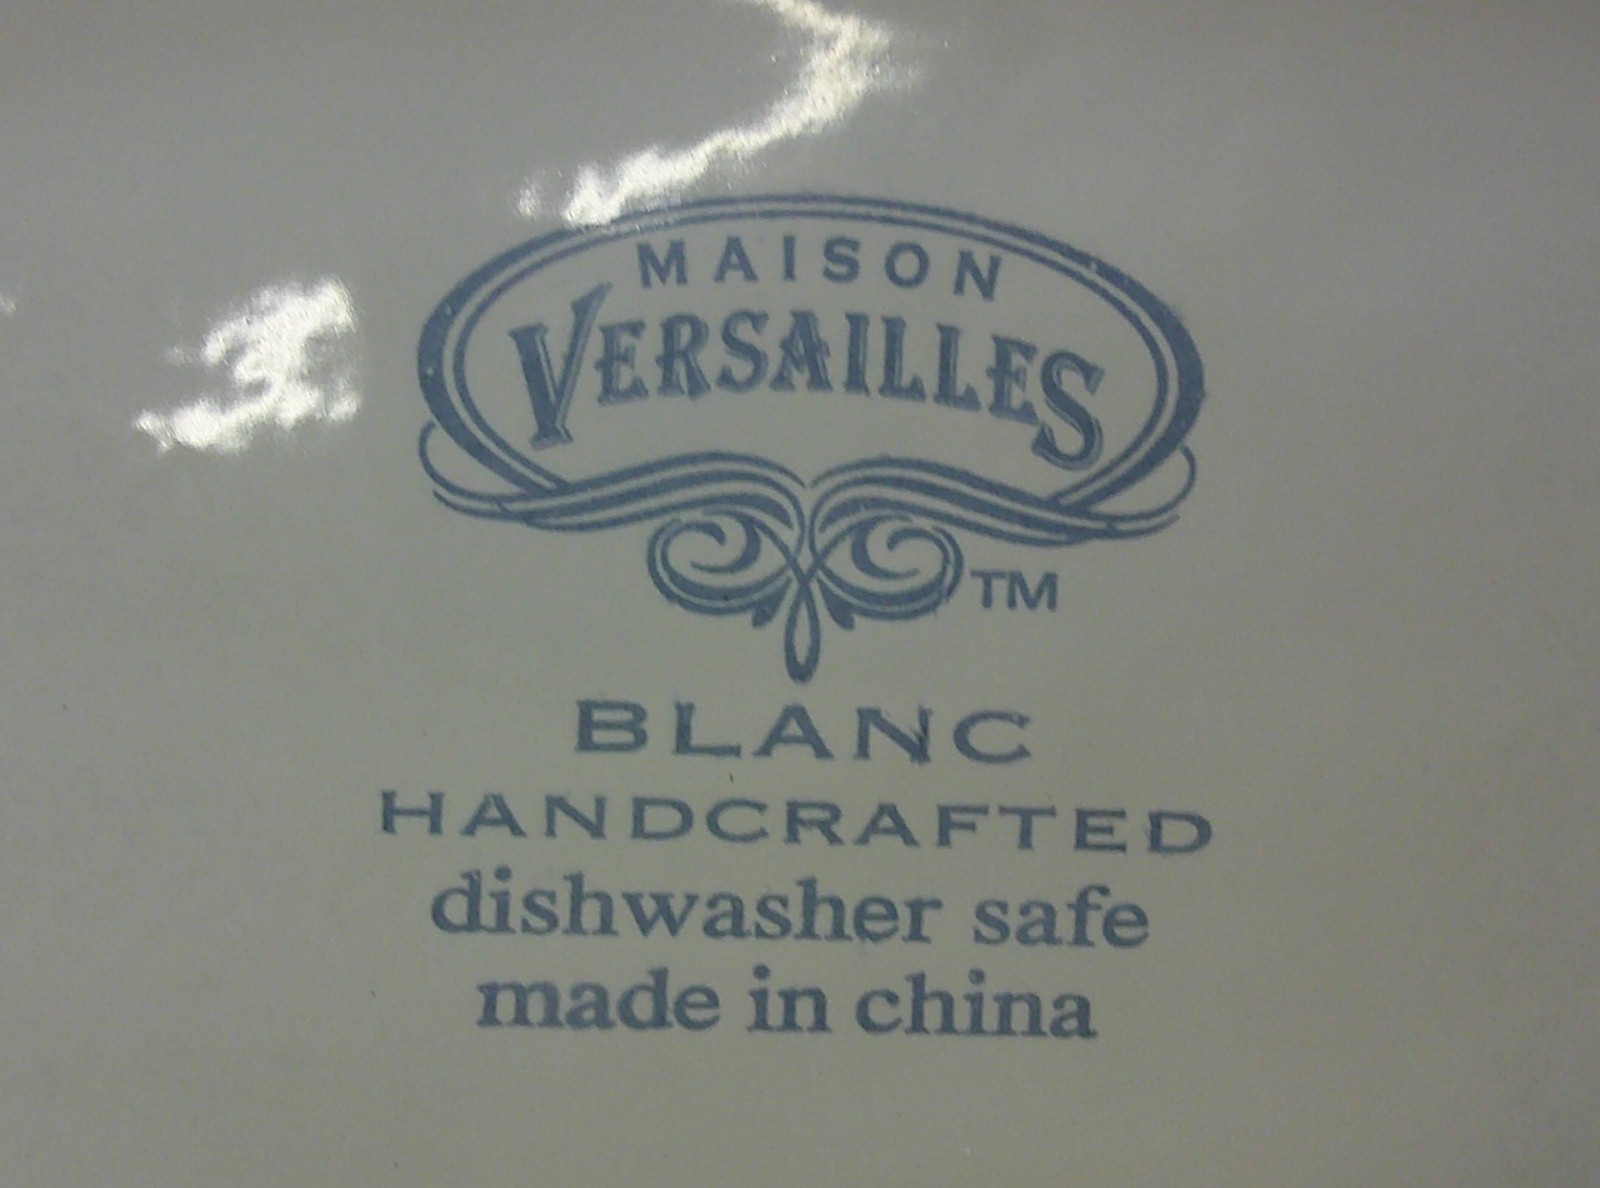 MAISON
VERSAILLES
TM
BLANC
HANDCRAFTED
dishwasher safe
made in china